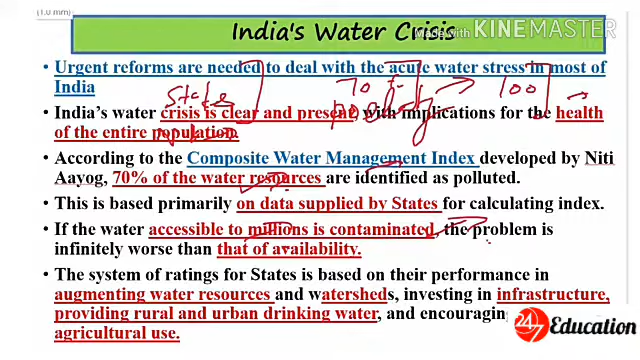 (1.0 mm)
India's Water Crisis
Made with KINEMASTER
Urgent reforms are needed to deal with the acute water stress in most of
India
India's water crisis is clear and present, with implications for the health
of the entire population.
According to the Composite Water Management Index developed by Niti
Aayog, 70% of the water resources are identified as polluted.
This is based primarily on data supplied by States for calculating index.
If the water accessible to millions is contaminated, the problem is
infinitely worse than that of availability.
The system of ratings for States is based on their performance in
augmenting water resources and watersheds, investing in infrastructure,
providing rural and urban drinking water, and encouraging
agricultural use.
State
70
100
24*7 Education